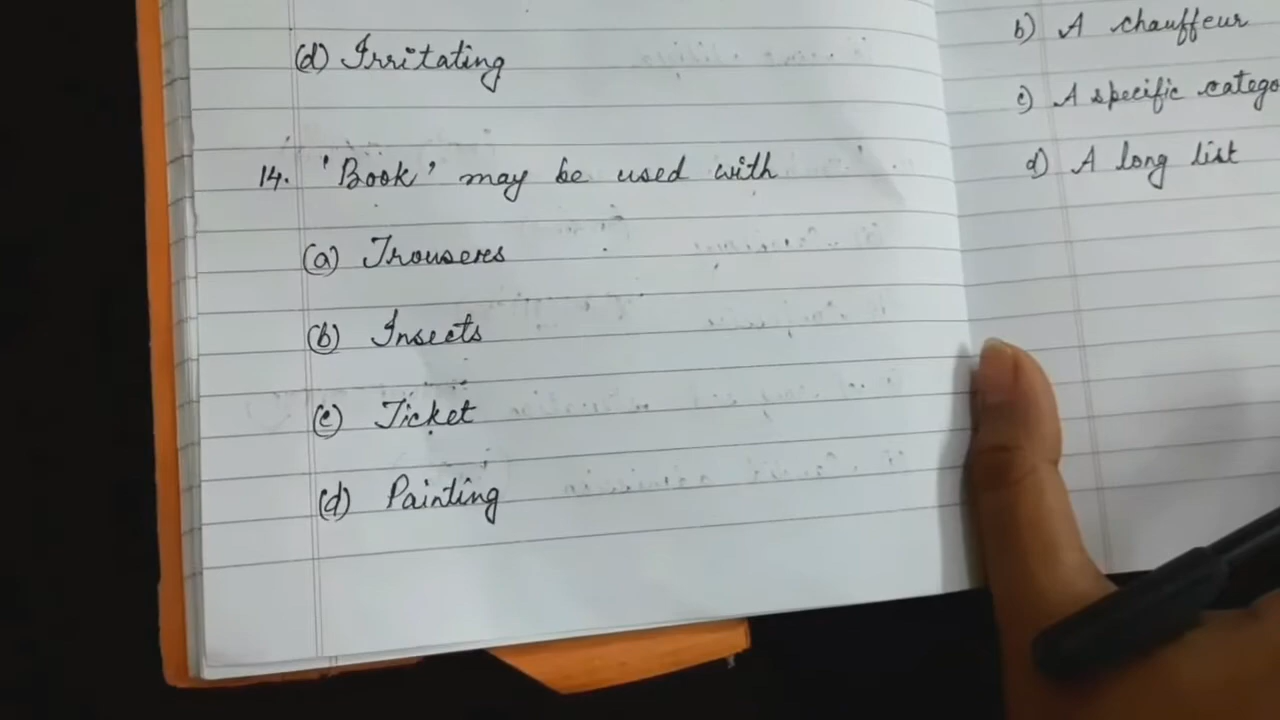 (d) Irritating
14. 'Book' may be used with
(a) Trouseres
(b) Insects
(c) Ticket
(d) Painting
b) A chauffeur
c) A specific catego
d) A long list